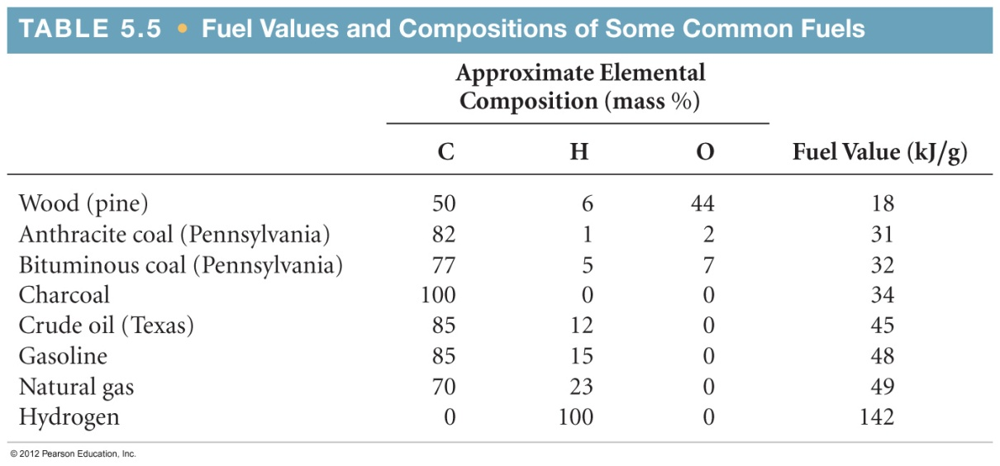 TABLE 5.5 • Fuel Values and Compositions of Some Common Fuels
Approximate Elemental
Composition (mass %)
C H O Fuel Value (kJ/g)
Wood (pine) 50 6 44 18
Anthracite coal (Pennsylvania) 82 1 2 31
Bituminous coal (Pennsylvania) 77 5 7 32
Charcoal 100 0 0 34
Crude oil (Texas) 85 12 0 45
Gasoline 85 15 0 48
Natural gas 70 23 0 49
Hydrogen 0 100 0 142
© 2012 Pearson Education, Inc.